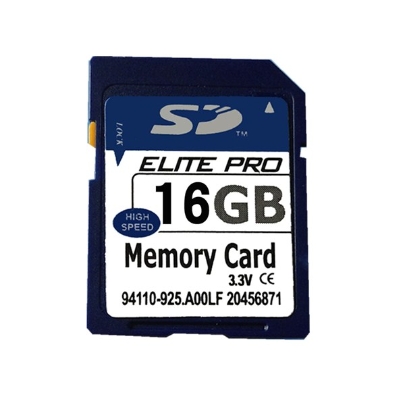 SD
TM
LOCK
ELITE PRO
16GB
HIGH
SPEED
Memory Card
3.3V CE
94110-925.A00LF 20456871